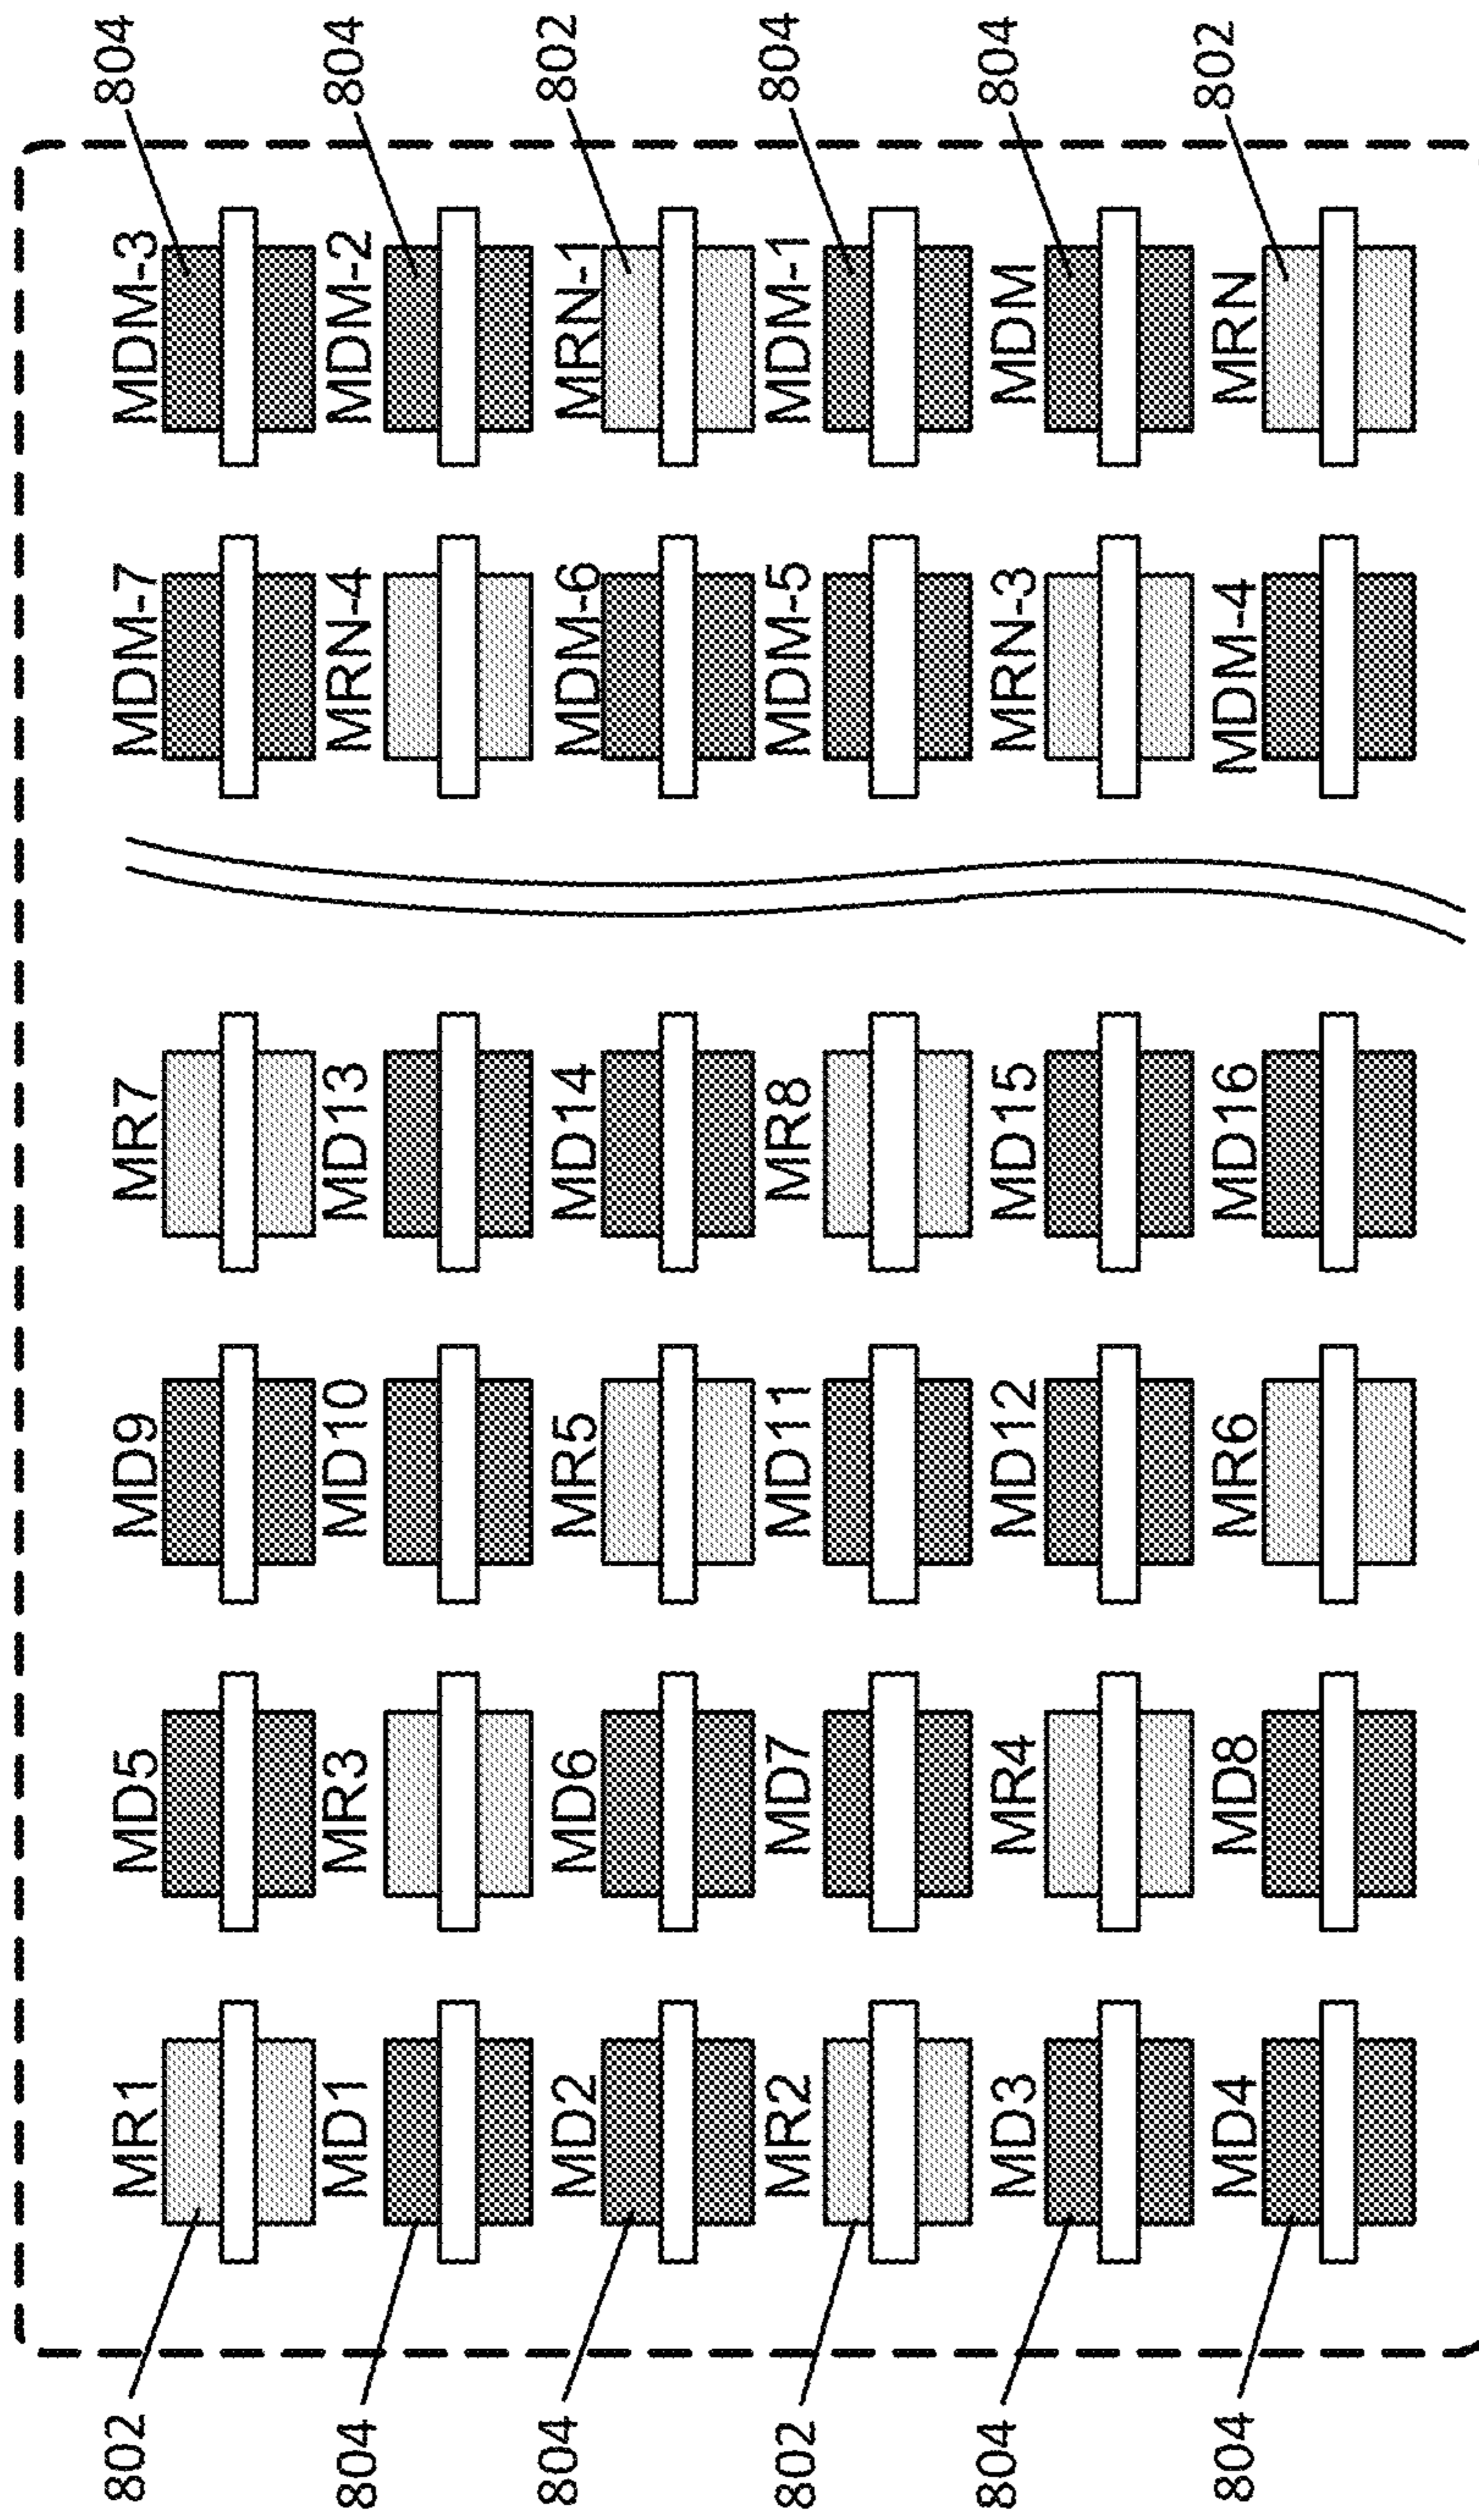 802 MR1 MD5 MD9 MR7 MDM-7 MDM-3 804
804 MD1 MR3 MD10 MD13 MRN-4 MDM-2 804
804 MD2 MD6 MR5 MD14 MDM-6 MRN-1 802
802 MR2 MD7 MD11 MR8 MDM-5 MDM-1 804
804 MD3 MR4 MD12 MD15 MRN-3 MDM 804
804 MD4 MD8 MR6 MD16 MDM-4 MRN 802